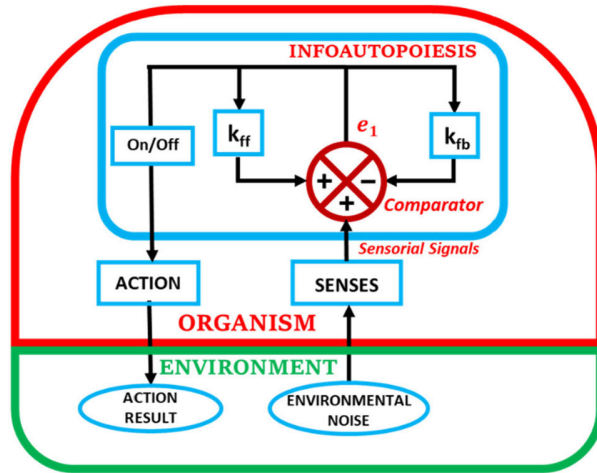 INFOAUTOPOIESIS
e1
On/Off
kff
kfb
+
−
+
Comparator
Sensorial Signals
ACTION
SENSES
ORGANISM
ENVIRONMENT
ACTION
RESULT
ENVIRONMENTAL
NOISE